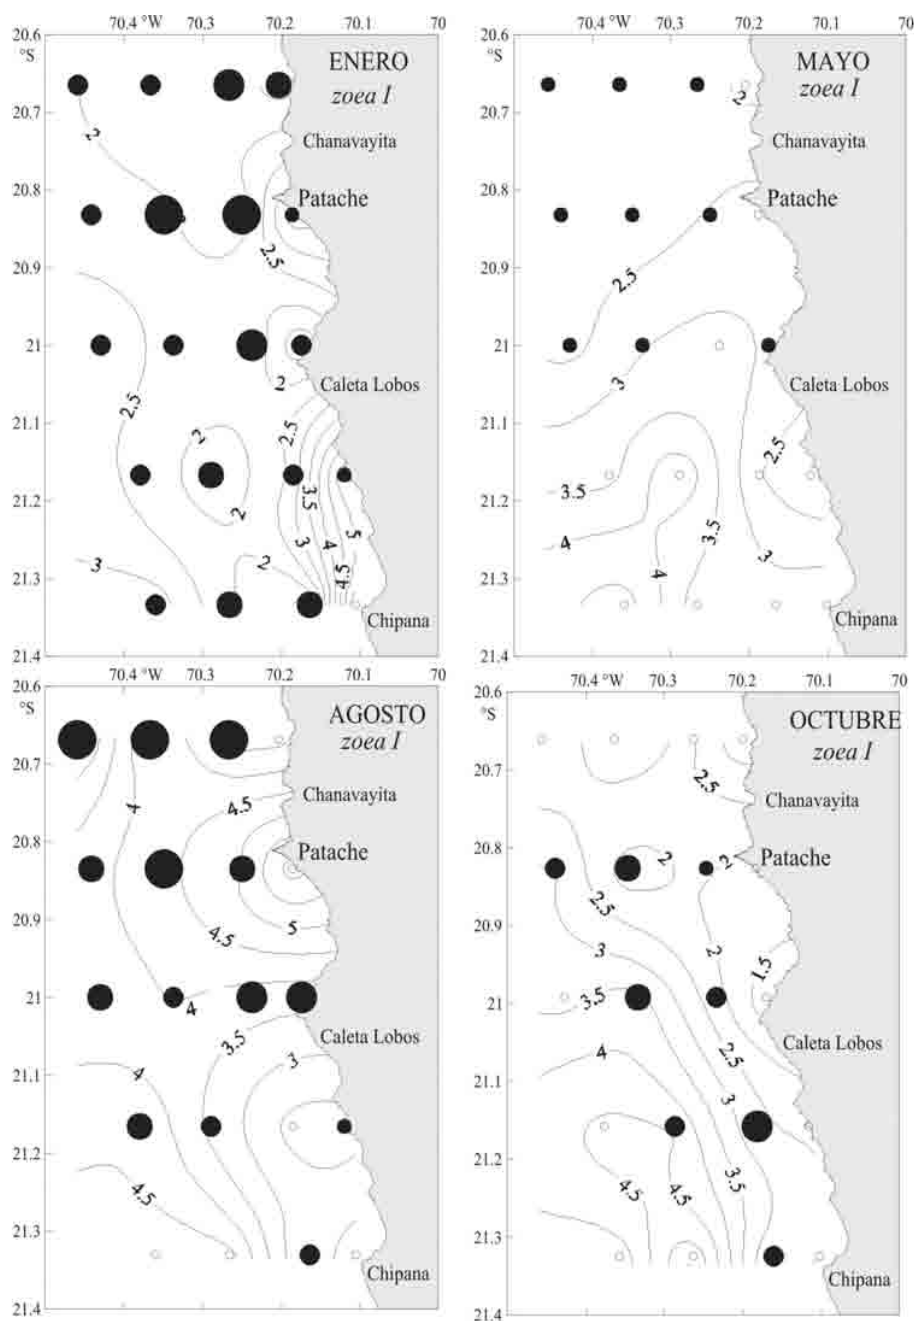 70.4 °W 70.3 70.2 70.1 70
20.6
°S
20.7
20.8
20.9
21
21.1
21.2
21.3
21.4
ENERO
zoea I
Chanavayita
Patache
Caleta Lobos
Chipana
2
2.5
2
2.5
2
2
2.5
3.5
3
4
5
4.5
2
3
70.4 °W 70.3 70.2 70.1 70
20.6
°S
20.7
20.8
20.9
21
21.1
21.2
21.3
21.4
MAYO
zoea I
Chanavayita
Patache
Caleta Lobos
Chipana
2
2.5
3
2.5
3.5
3.5
4
4
3
70.4 °W 70.3 70.2 70.1 70
20.6
°S
20.7
20.8
20.9
21
21.1
21.2
21.3
21.4
AGOSTO
zoea I
Chanavayita
Patache
Caleta Lobos
Chipana
4
4.5
5
4.5
4
3.5
3
4
4.5
70.4 °W 70.3 70.2 70.1 70
20.6
°S
20.7
20.8
20.9
21
21.1
21.2
21.3
21.4
OCTUBRE
zoea I
Chanavayita
Patache
Caleta Lobos
Chipana
2.5
2
2
2.5
3
2
1.5
3.5
4
2.5
3
3.5
4.5
4.5